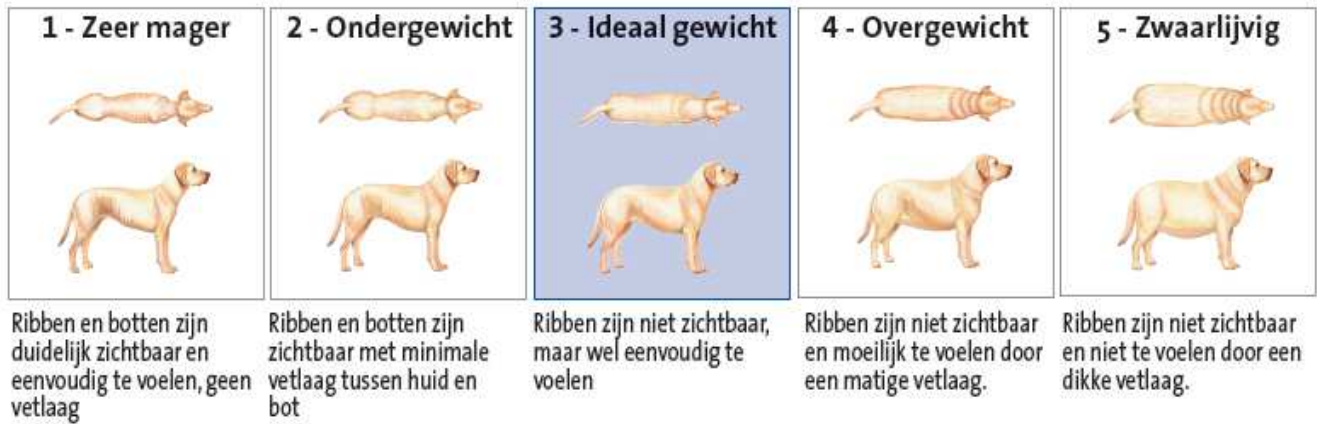 1 - Zeer mager
2 - Ondergewicht
3 - Ideaal gewicht
4 - Overgewicht
5 - Zwaarlijvig
Ribben en botten zijn
duidelijk zichtbaar en
eenvoudig te voelen, geen
vetlaag
Ribben en botten zijn
zichtbaar met minimale
vetlaag tussen huid en
bot
Ribben zijn niet zichtbaar,
maar wel eenvoudig te
voelen
Ribben zijn niet zichtbaar
en moeilijk te voelen door
een matige vetlaag.
Ribben zijn niet zichtbaar
en niet te voelen door een
dikke vetlaag.